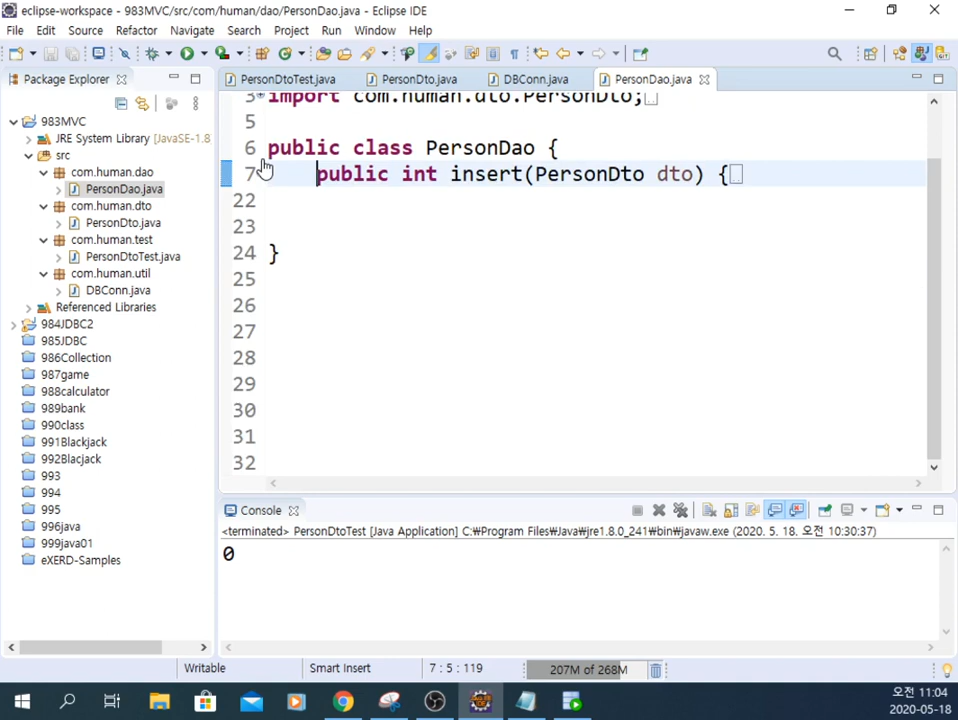 eclipse-workspace - 983MVC/src/com/human/dao/PersonDao.java - Eclipse IDE
File Edit Source Refactor Navigate Search Project Run Window Help
Package Explorer
983MVC
JRE System Library [JavaSE-1.8
src
com.human.dao
PersonDao.java
com.human.dto
PersonDto.java
com.human.test
PersonDtoTest.java
com.human.util
DBConn.java
Referenced Libraries
984JDBC2
985JDBC
986Collection
987game
988calculator
989bank
990class
991Blackjack
992Blacjack
993
994
995
996java
999java01
eXERD-Samples
PersonDtoTest.java PersonDto.java DBConn.java PersonDao.java
3 import com.human.dto.PersonDto;
5
6 public class PersonDao {
7 public int insert(PersonDto dto) {
22
23
24 }
25
26
27
28
29
30
31
32
Console
<terminated> PersonDtoTest [Java Application] C:₩Program Files₩Java₩jre1.8.0_241₩bin₩javaw.exe (2020. 5. 18. 오전 10:30:37)
0
Writable Smart Insert 7 : 5 : 119 207M of 268M
오전 11:04
2020-05-18